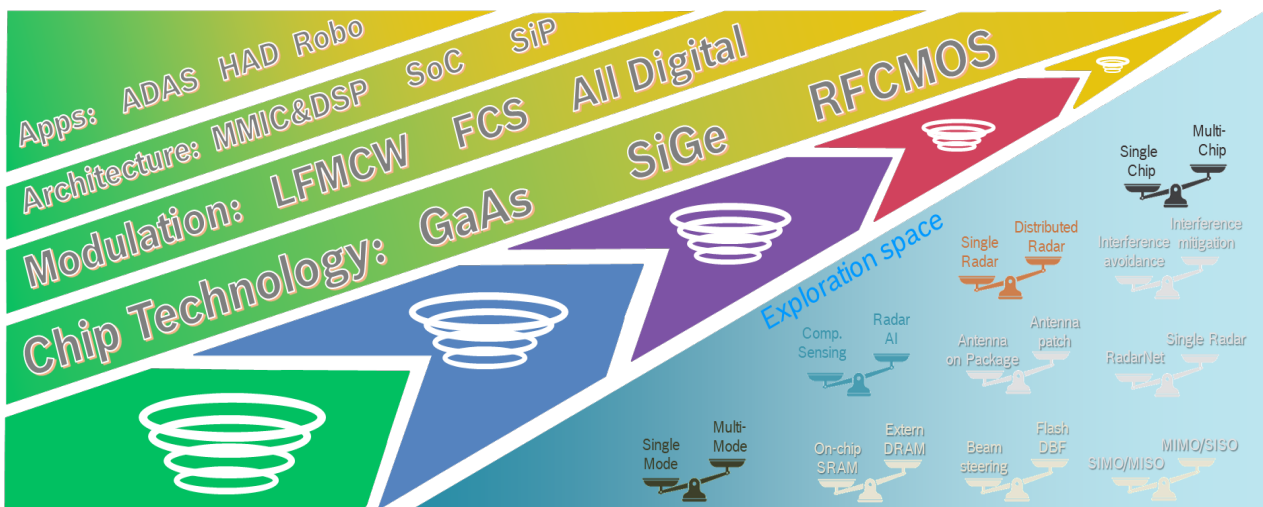 Apps: ADAS HAD Robo
Architecture: MMIC&DSP SoC SiP
Modulation: LFMCW FCS All Digital
Chip Technology: GaAs SiGe RFCMOS
Exploration space
Single
Chip
Multi-
Chip
Single
Radar
Distributed
Radar
Interference
avoidance
Interference
mitigation
Comp.
Sensing
Radar
AI
Antenna
on Package
Antenna
patch
RadarNet
Single Radar
Single
Mode
Multi-
Mode
On-chip
SRAM
Extern
DRAM
Beam
steering
Flash
DBF
SIMO/MISO
MIMO/SISO